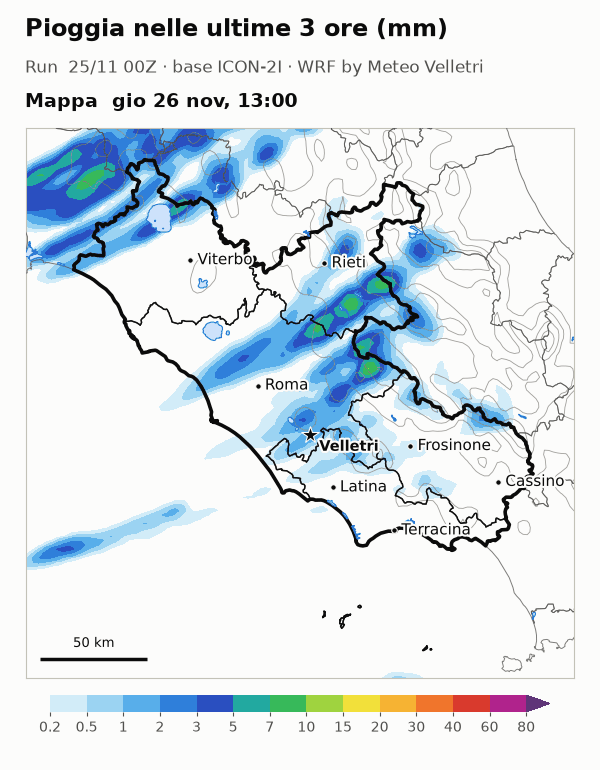 Pioggia nelle ultime 3 ore (mm)
Run  25/11 00Z · base ICON-2I · WRF by Meteo Velletri
Mappa  gio 26 nov, 13:00
Viterbo
Rieti
Roma
Velletri
Frosinone
Latina
Cassino
Terracina
50 km
0.2 0.5 1 2 3 5 7 10 15 20 30 40 60 80